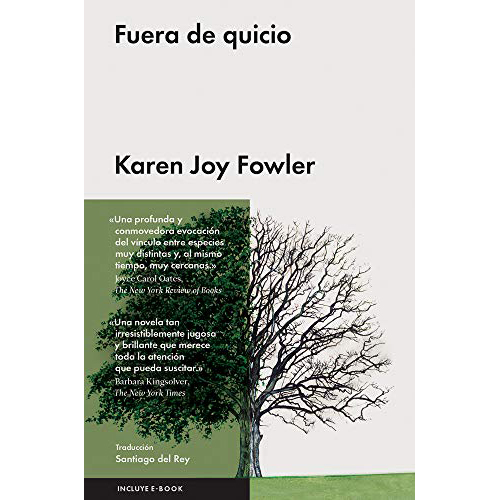 Fuera de quicio
Karen Joy Fowler
«Una profunda y
conmovedora evocación
del vínculo entre especies
muy distintas y, al mismo
tiempo, muy cercanas.»
Joyce Carol Oates,
The New York Review of Books
«Una novela tan
irresistiblemente jugosa
y brillante que merece
toda la atención
que pueda suscitar.»
Barbara Kingsolver,
The New York Times
Traducción
Santiago del Rey
INCLUYE E-BOOK